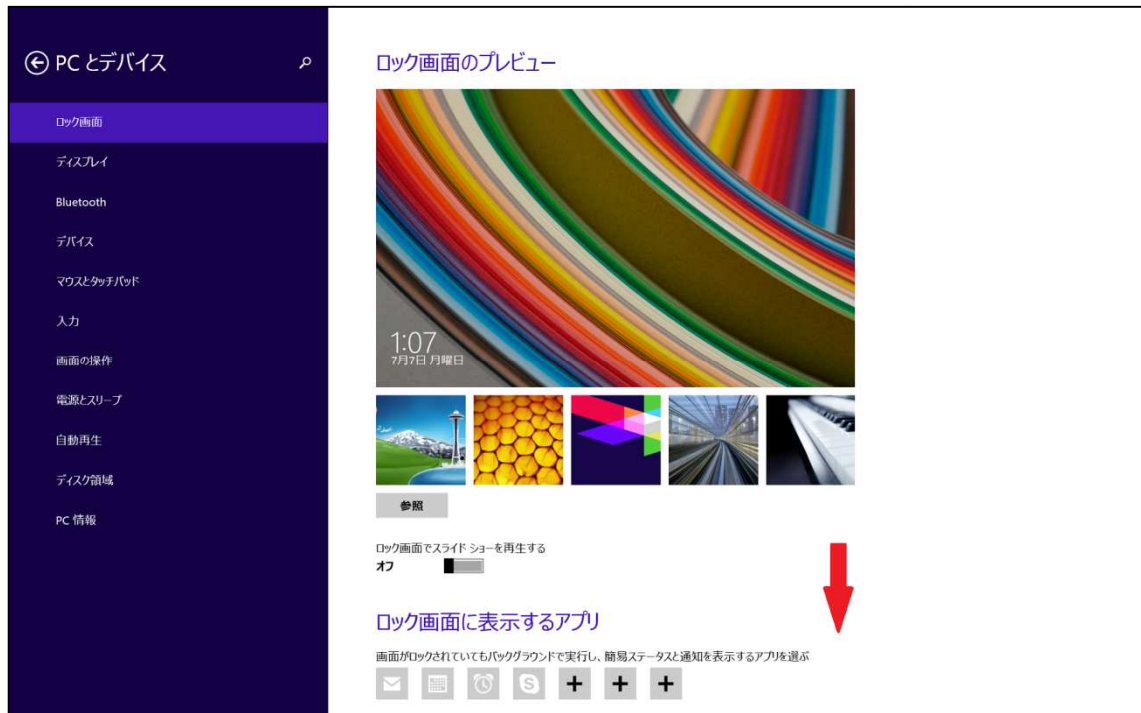 PC とデバイス
ロック画面
ディスプレイ
Bluetooth
デバイス
マウスとタッチパッド
入力
画面の操作
電源とスリープ
自動再生
ディスク領域
PC 情報
ロック画面のプレビュー
1:07
7月7日 月曜日
参照
ロック画面でスライド ショーを再生する
オフ
ロック画面に表示するアプリ
画面がロックされていてもバックグラウンドで実行し、簡易ステータスと通知を表示するアプリを選ぶ